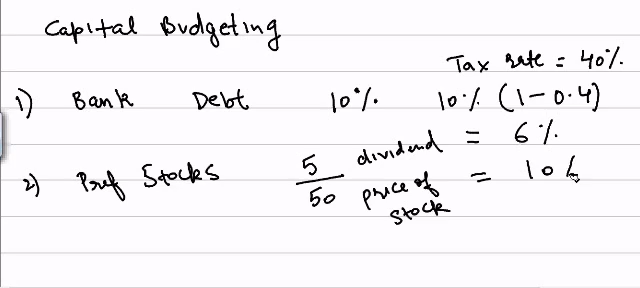 Capital Budgeting
Tax rate = 40%.
1) Bank Debt 10%. 10% (1-0.4)
= 6%
2) Pref Stocks 5/50 dividend price of stock = 10%